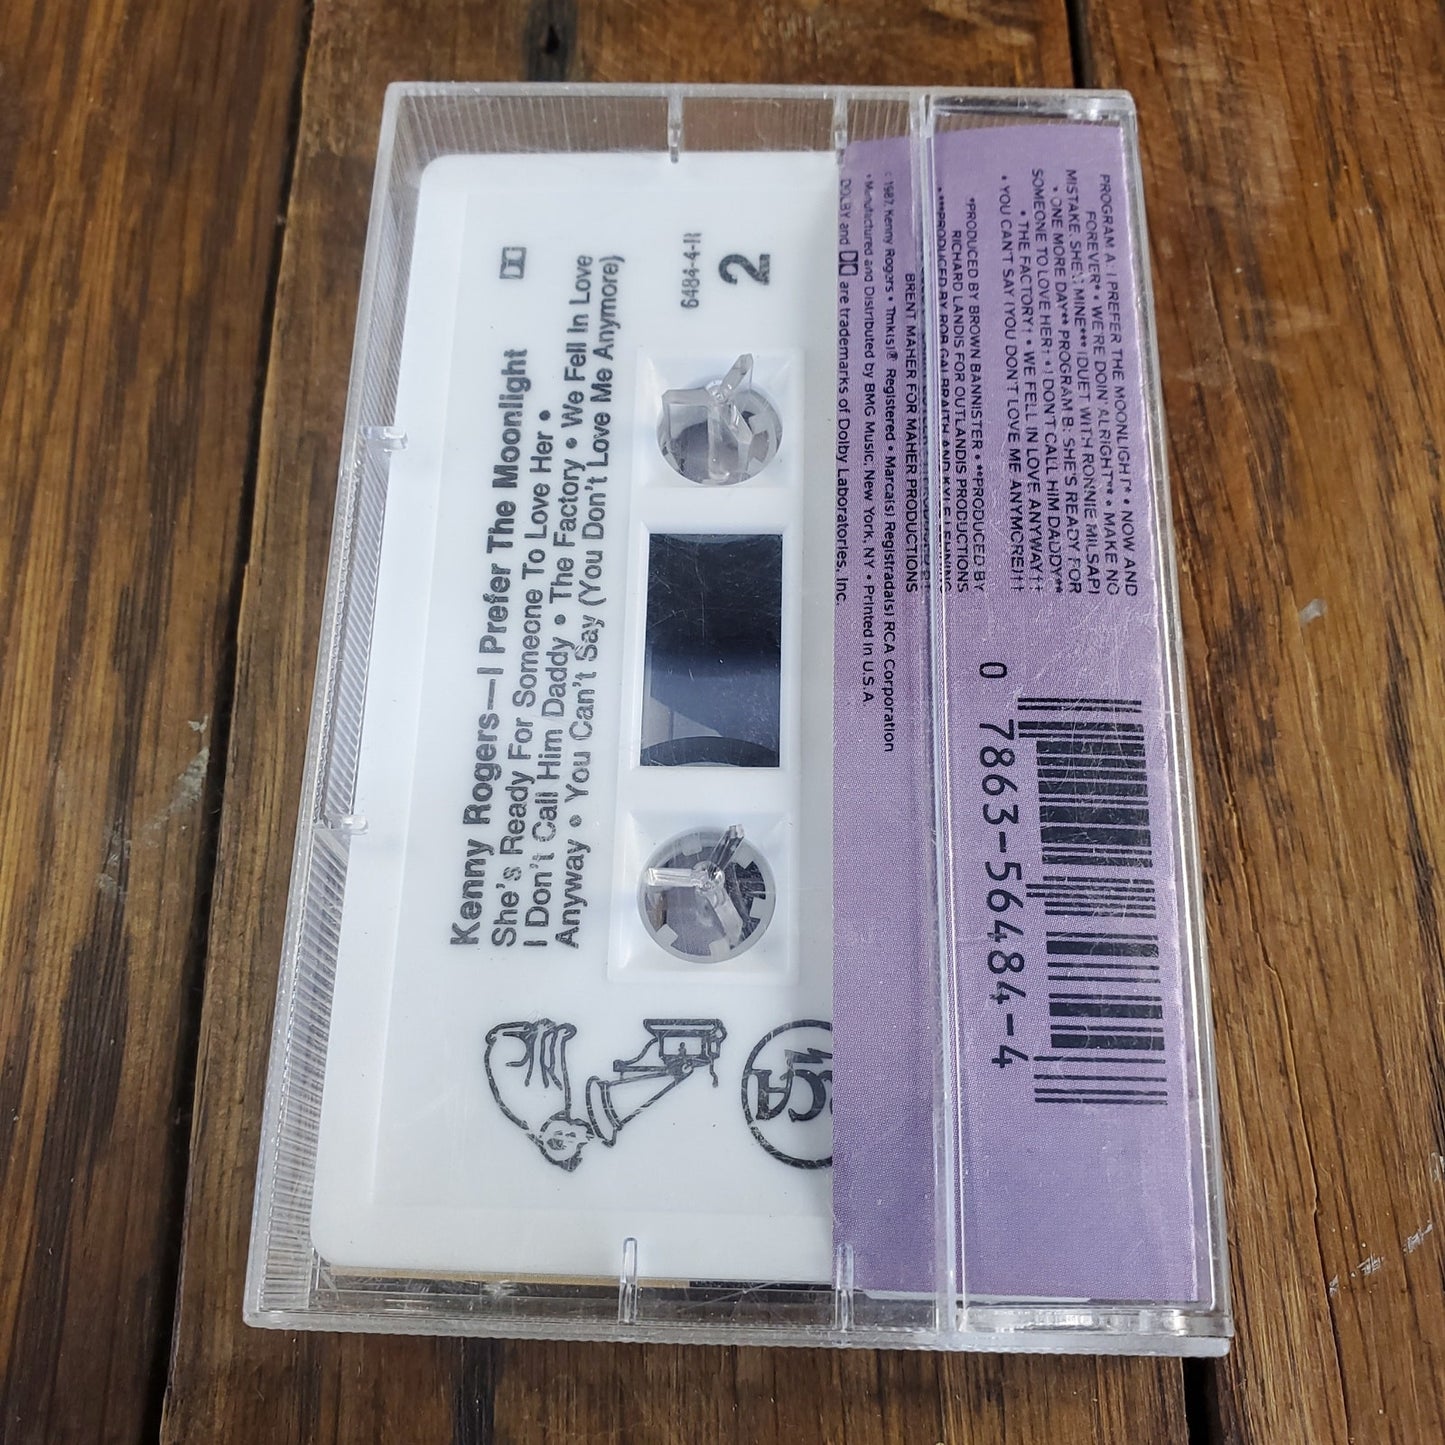 Kenny Rogers—I Prefer The Moonlight
She's Ready For Someone To Love Her •
I Don't Call Him Daddy • The Factory • We Fell In Love
Anyway • You Can't Say (You Don't Love Me Anymore)
6484-4-R
2
PROGRAM A: I PREFER THE MOONLIGHT* • NOW AND
FOREVER* • WE'RE DOIN' ALRIGHT** • MAKE NO
MISTAKE, SHE'S MINE*** (DUET WITH RONNIE MILSAP)
• ONE MORE DAY** PROGRAM B: SHE'S READY FOR
SOMEONE TO LOVE HER† • I DON'T CALL HIM DADDY**
• THE FACTORY† • WE FELL IN LOVE ANYWAY††
• YOU CAN'T SAY (YOU DON'T LOVE ME ANYMORE)††
*PRODUCED BY BROWN BANNISTER • **PRODUCED BY
RICHARD LANDIS FOR OUTLANDIS PRODUCTIONS
• ***PRODUCED BY ROB GALBRAITH AND KYLE LEHNING
BRENT MAHER FOR MAHER PRODUCTIONS
c 1987, Kenny Rogers • Tmk(s) ® Registered • Marca(s) Registrada(s) RCA Corporation
• Manufactured and Distributed by BMG Music, New York, NY • Printed in U.S.A.
DOLBY and are trademarks of Dolby Laboratories, Inc.
0 7863-56484-4